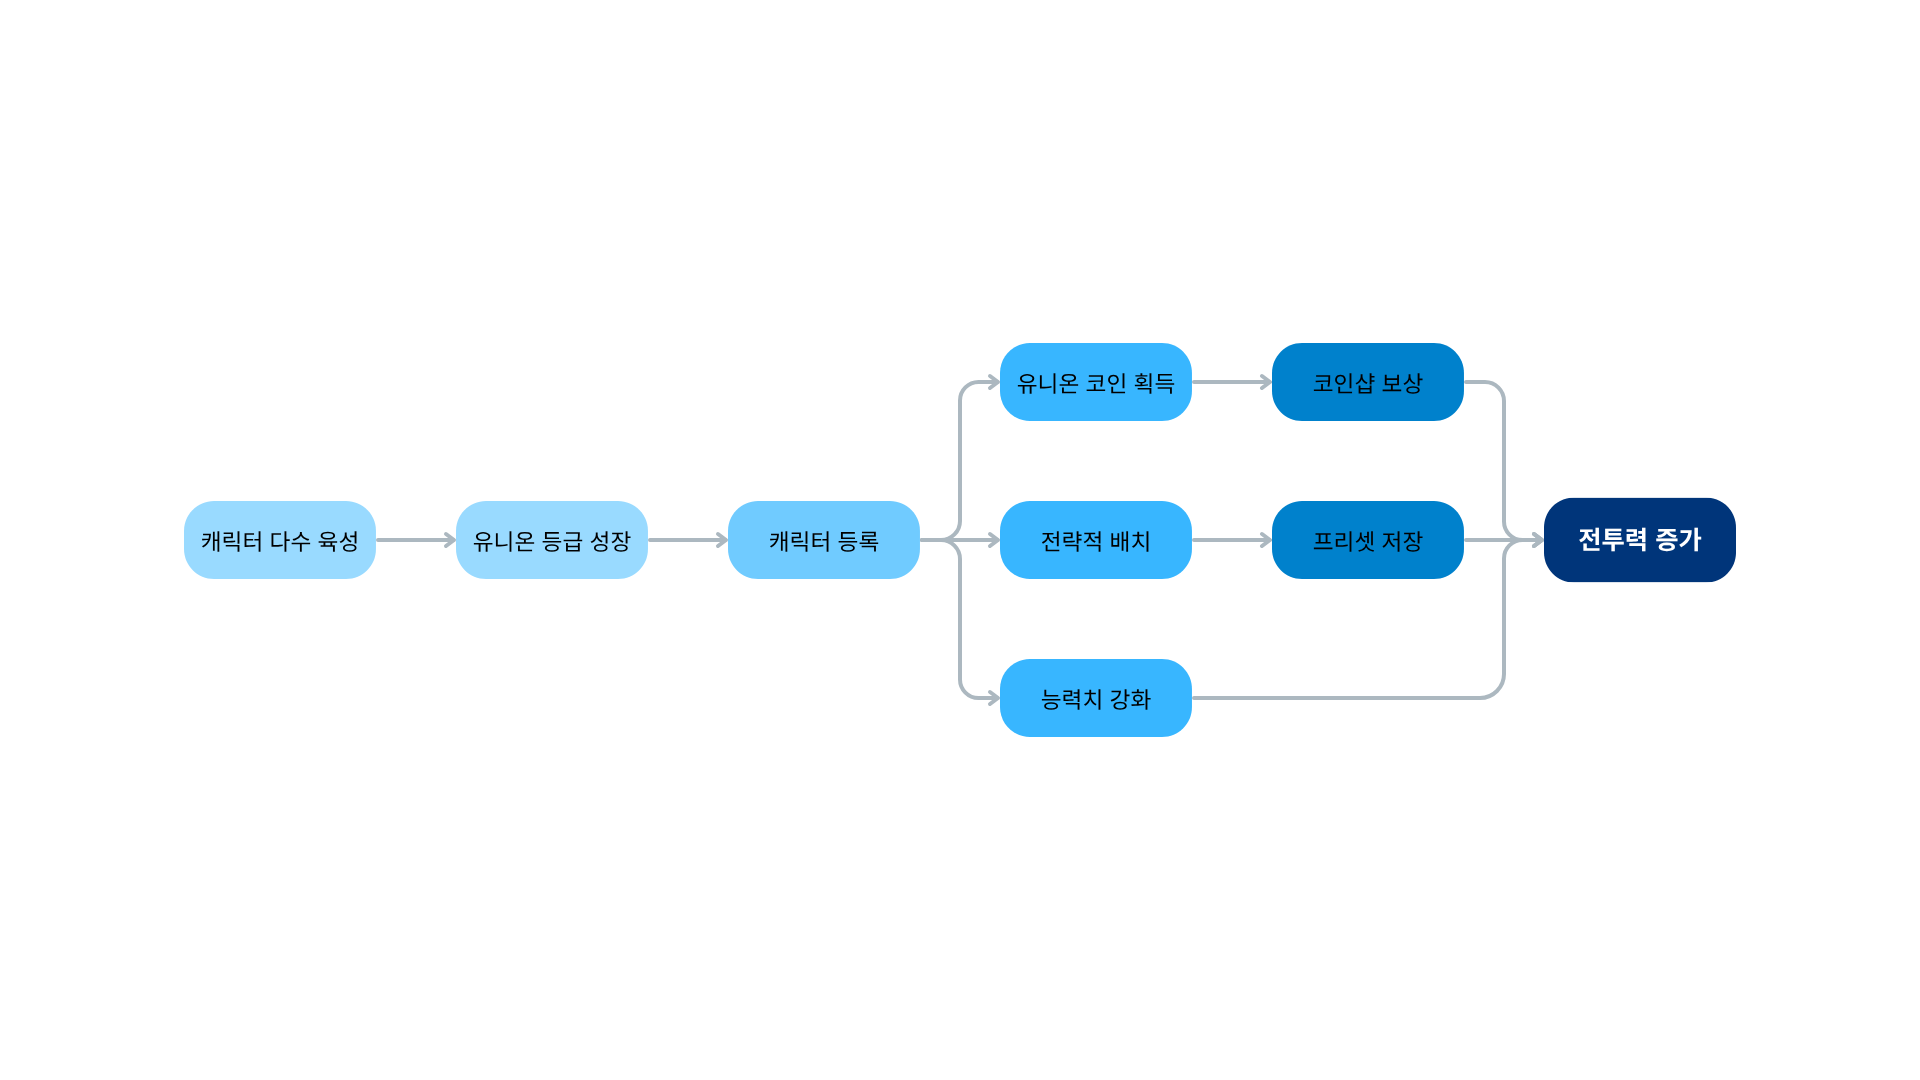 캐릭터 다수 육성
유니온 등급 성장
캐릭터 등록
유니온 코인 획득
코인샵 보상
전략적 배치
프리셋 저장
능력치 강화
전투력 증가